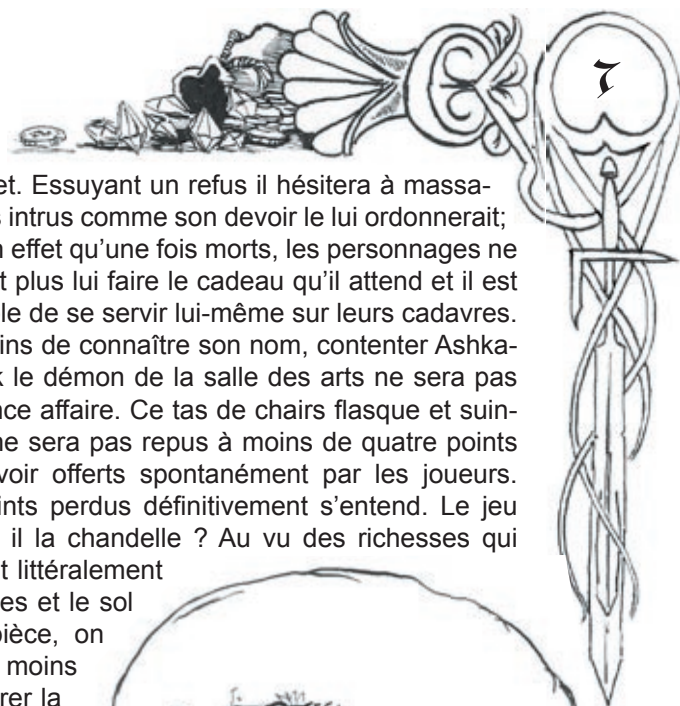 7
et. Essuyant un refus il hésitera à massa-
s intrus comme son devoir le lui ordonnerait;
n effet qu'une fois morts, les personnages ne
t plus lui faire le cadeau qu'il attend et il est
le de se servir lui-même sur leurs cadavres.
ins de connaître son nom, contenter Ashka-
k le démon de la salle des arts ne sera pas
nce affaire. Ce tas de chairs flasque et suin-
ne sera pas repus à moins de quatre points
voir offerts spontanément par les joueurs.
ints perdus définitivement s'entend. Le jeu
il la chandelle ? Au vu des richesses qui
t littéralement
es et le sol
pièce, on
moins
rer la